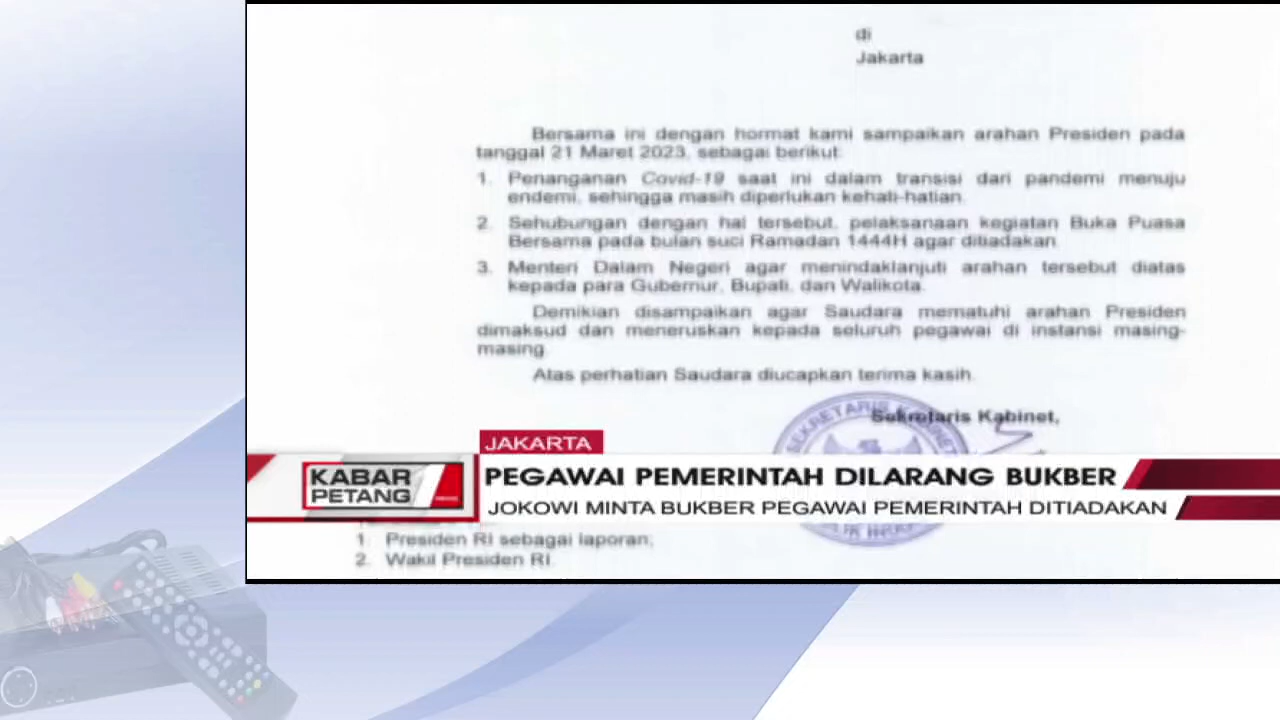 di
Jakarta
Bersama ini dengan hormat kami sampaikan arahan Presiden pada
tanggal 21 Maret 2023, sebagai berikut:
1. Penanganan Covid-19 saat ini dalam transisi dari pandemi menuju
endemi, sehingga masih diperlukan kehati-hatian.
2. Sehubungan dengan hal tersebut, pelaksanaan kegiatan Buka Puasa
Bersama pada bulan suci Ramadan 1444H agar ditiadakan.
3. Menteri Dalam Negeri agar menindaklanjuti arahan tersebut diatas
kepada para Gubernur, Bupati, dan Walikota.
Demikian disampaikan agar Saudara mematuhi arahan Presiden
dimaksud dan meneruskan kepada seluruh pegawai di instansi masing-
masing.
Atas perhatian Saudara diucapkan terima kasih.
Sekretaris Kabinet,
SEKRETARIS KABINET
JAKARTA
KABAR
PETANG
PEGAWAI PEMERINTAH DILARANG BUKBER
JOKOWI MINTA BUKBER PEGAWAI PEMERINTAH DITIADAKAN
1. Presiden RI sebagai laporan;
2. Wakil Presiden RI.